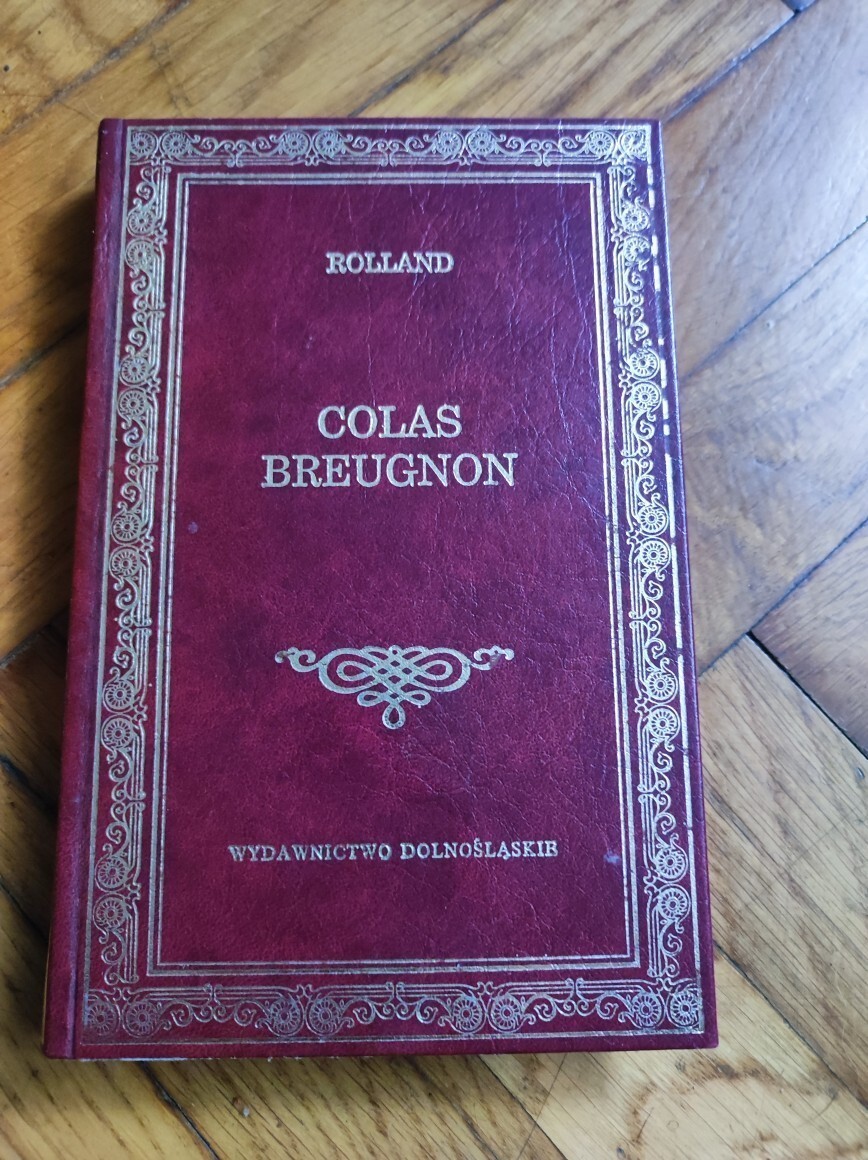 ROLLAND
COLAS
BREUGNON
WYDAWNICTWO DOLNOŚLĄSKIE